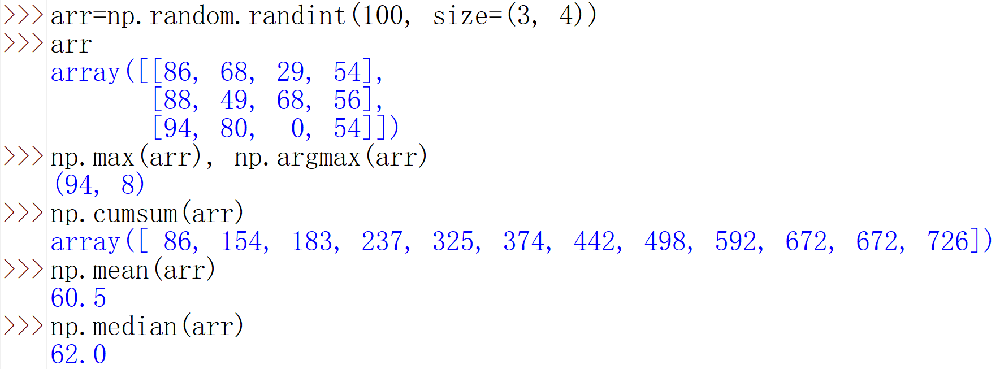 >>> arr=np.random.randint(100, size=(3, 4))
>>> arr
array([[86, 68, 29, 54],
       [88, 49, 68, 56],
       [94, 80,  0, 54]])
>>> np.max(arr), np.argmax(arr)
(94, 8)
>>> np.cumsum(arr)
array([ 86, 154, 183, 237, 325, 374, 442, 498, 592, 672, 672, 726])
>>> np.mean(arr)
60.5
>>> np.median(arr)
62.0